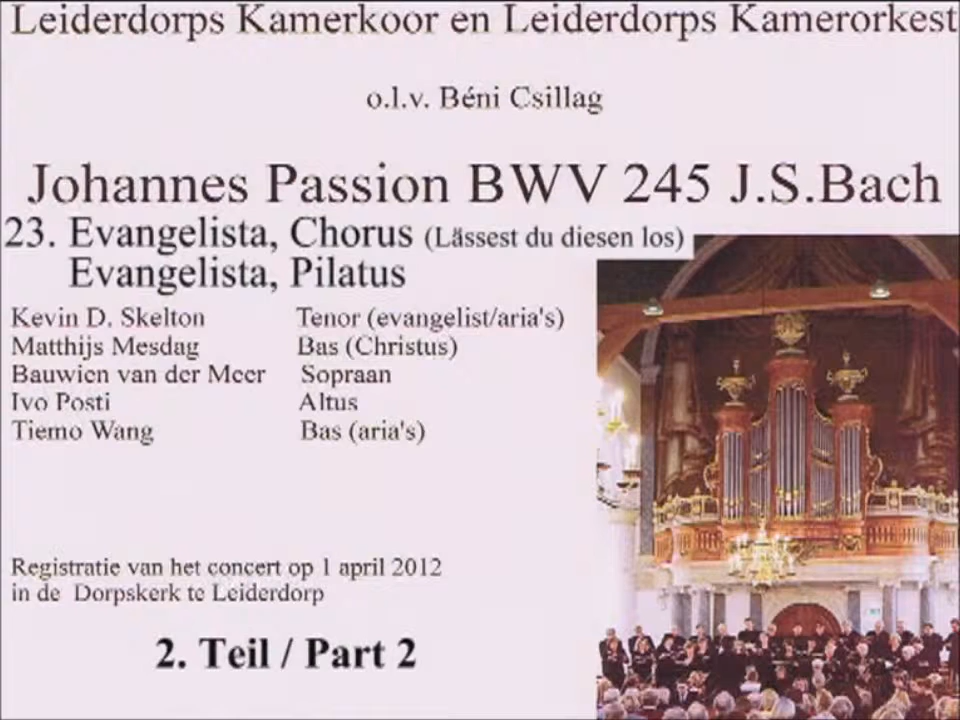 Leiderdorps Kamerkoor en Leiderdorps Kamerorkest
o.l.v. Béni Csillag
Johannes Passion BWV 245 J.S.Bach
23. Evangelista, Chorus (Lässest du diesen los)
Evangelista, Pilatus
Kevin D. Skelton Tenor (evangelist/aria's)
Matthijs Mesdag Bas (Christus)
Bauwien van der Meer Sopraan
Ivo Posti Altus
Tiemo Wang Bas (aria's)
Registratie van het concert op 1 april 2012
in de Dorpskerk te Leiderdorp
2. Teil / Part 2